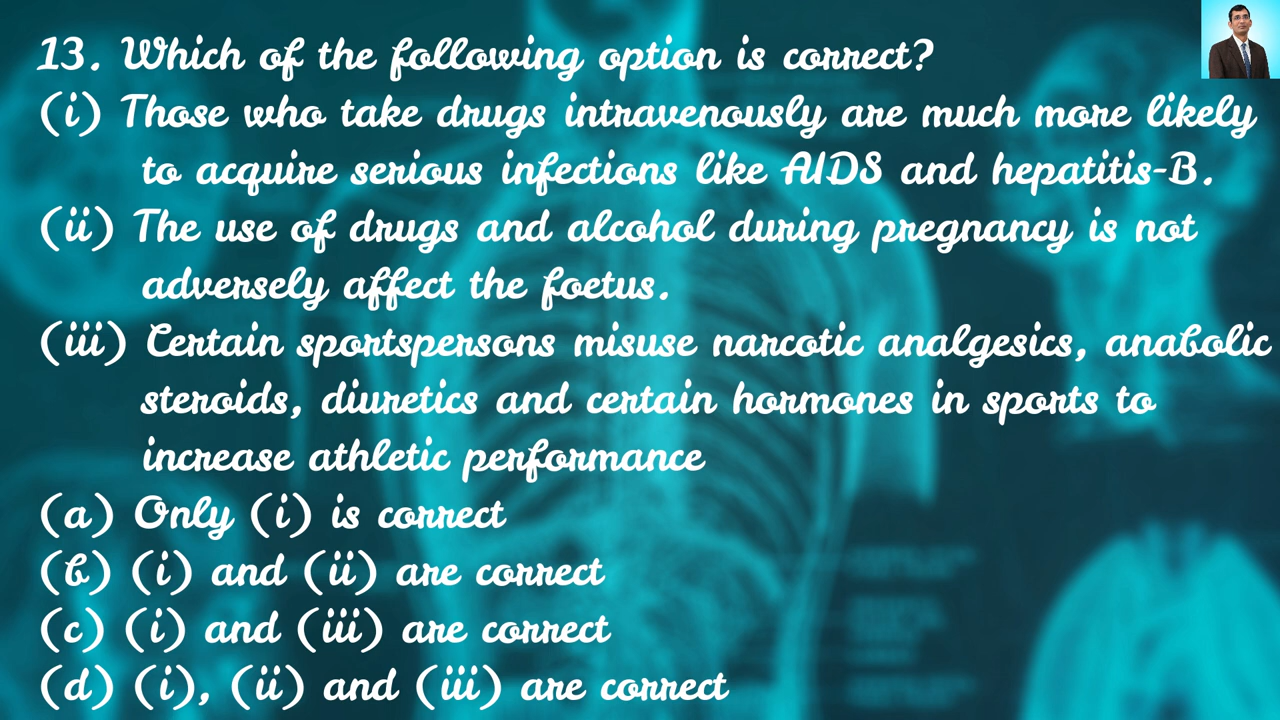 13. Which of the following option is correct?
(i) Those who take drugs intravenously are much more likely
to acquire serious infections like AIDS and hepatitis-B.
(ii) The use of drugs and alcohol during pregnancy is not
adversely affect the foetus.
(iii) Certain sportspersons misuse narcotic analgesics, anabolic
steroids, diuretics and certain hormones in sports to
increase athletic performance
(a) Only (i) is correct
(b) (i) and (ii) are correct
(c) (i) and (iii) are correct
(d) (i), (ii) and (iii) are correct